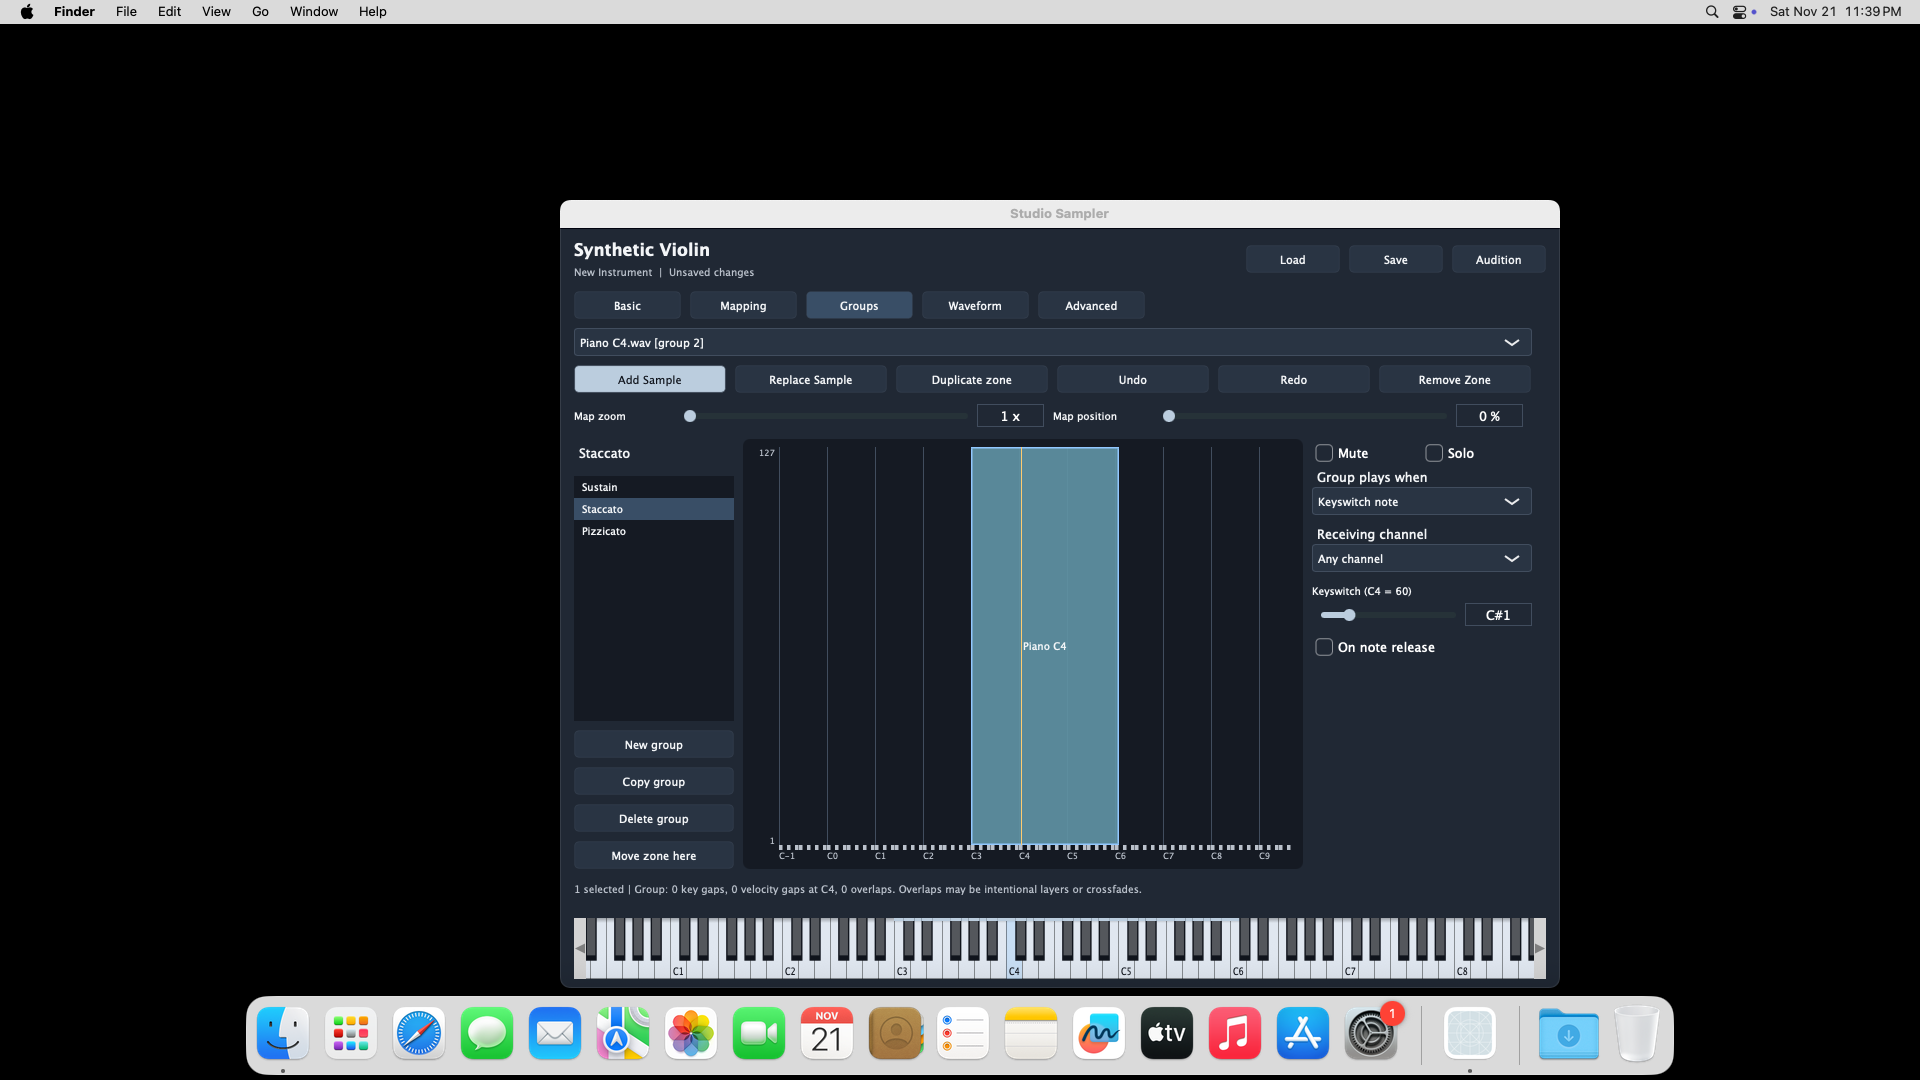 Finder File Edit View Go Window Help Sat Nov 21 11:39 PM
Studio Sampler
Synthetic Violin
New Instrument | Unsaved changes
Load Save Audition
Basic Mapping Groups Waveform Advanced
Piano C4.wav [group 2]
Add Sample Replace Sample Duplicate zone Undo Redo Remove Zone
Map zoom 1 x Map position 0 %
Staccato
Sustain
Staccato
Pizzicato
New group
Copy group
Delete group
Move zone here
127
Piano C4
1
C-1 C0 C1 C2 C3 C4 C5 C6 C7 C8 C9
Mute Solo
Group plays when
Keyswitch note
Receiving channel
Any channel
Keyswitch (C4 = 60)
C#1
On note release
1 selected | Group: 0 key gaps, 0 velocity gaps at C4, 0 overlaps. Overlaps may be intentional layers or crossfades.
C1 C2 C3 C4 C5 C6 C7 C8
NOV
21
tv
1